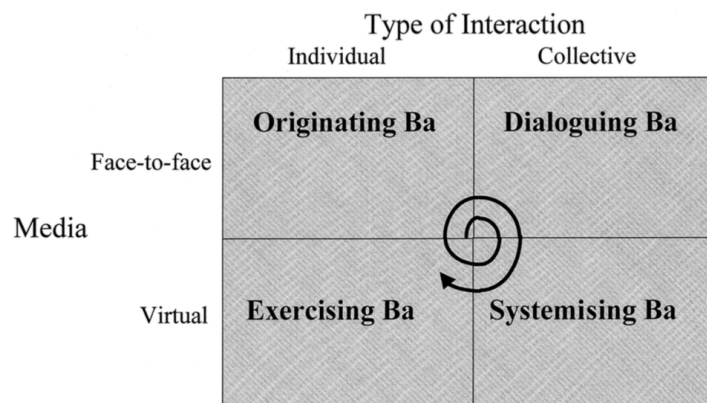 Type of Interaction
Individual Collective
Originating Ba Dialoguing Ba
Face-to-face
Media
Virtual
Exercising Ba Systemising Ba